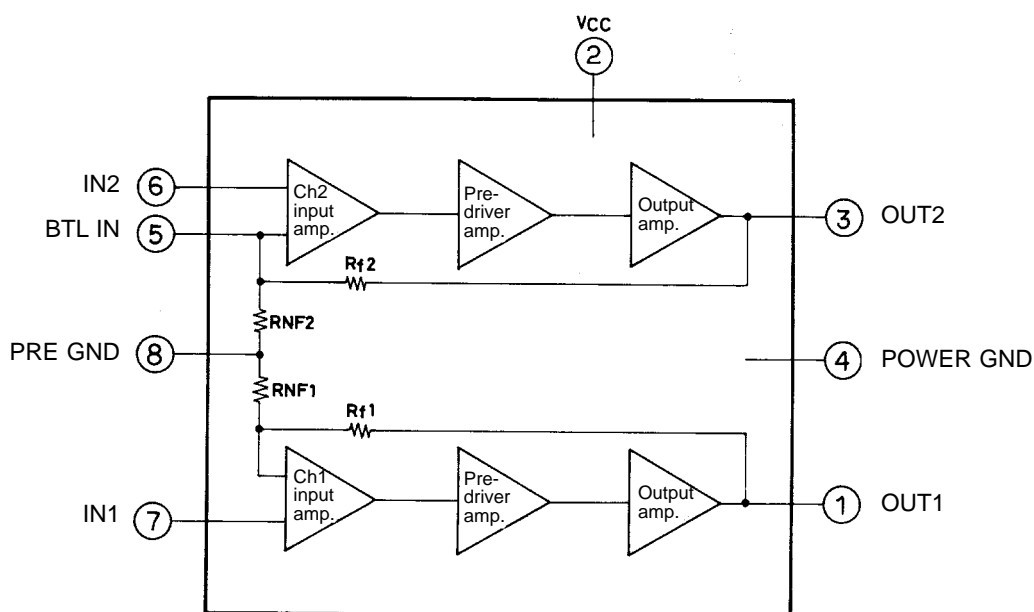 VCC
2
IN2 6
Ch2 input amp.
Pre-driver amp.
Output amp.
3 OUT2
BTL IN 5
Rf2
RNF2
PRE GND 8
4 POWER GND
RNF1
Rf1
Ch1 input amp.
Pre-driver amp.
Output amp.
1 OUT1
IN1 7